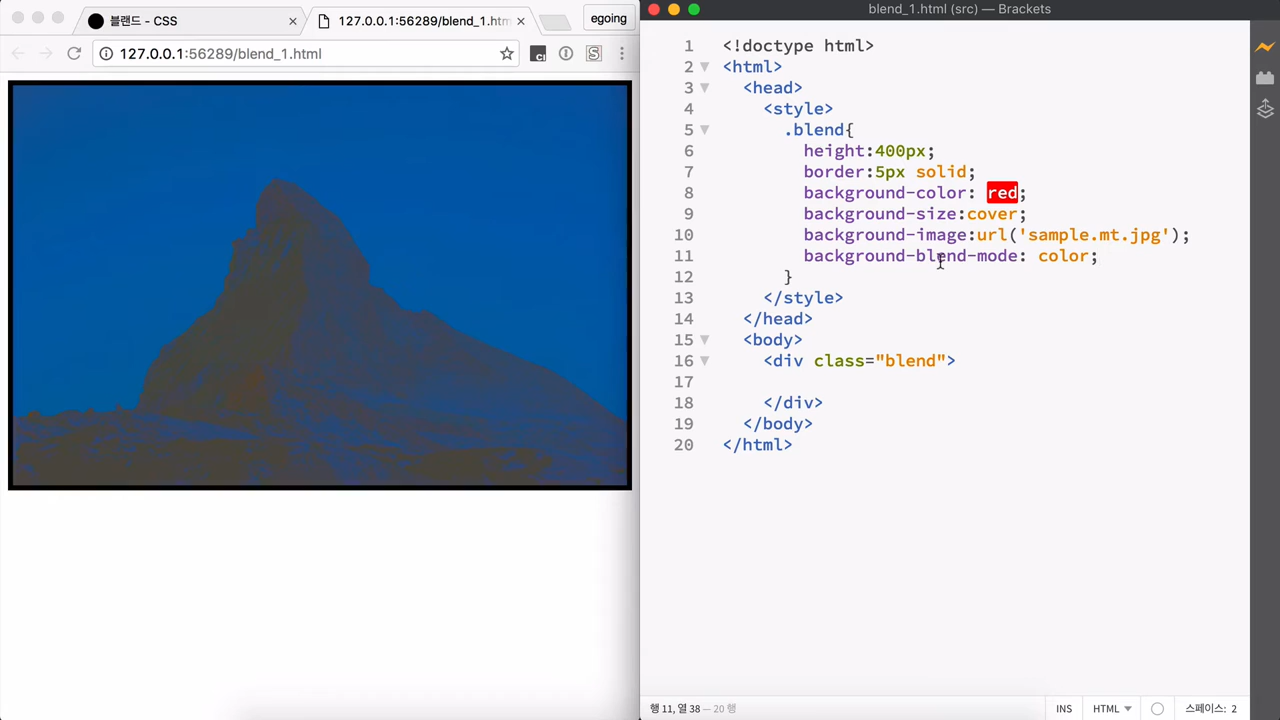 블랜드 - CSS
127.0.0.1:56289/blend_1.htm
egoing
127.0.0.1:56289/blend_1.html
blend_1.html (src) — Brackets
1 <!doctype html>
2 <html>
3 <head>
4 <style>
5 .blend{
6 height:400px;
7 border:5px solid;
8 background-color: red;
9 background-size:cover;
10 background-image:url('sample.mt.jpg');
11 background-blend-mode: color;
12 }
13 </style>
14 </head>
15 <body>
16 <div class="blend">
17
18 </div>
19 </body>
20 </html>
행 11, 열 38 — 20 행
INS
HTML
스페이스: 2